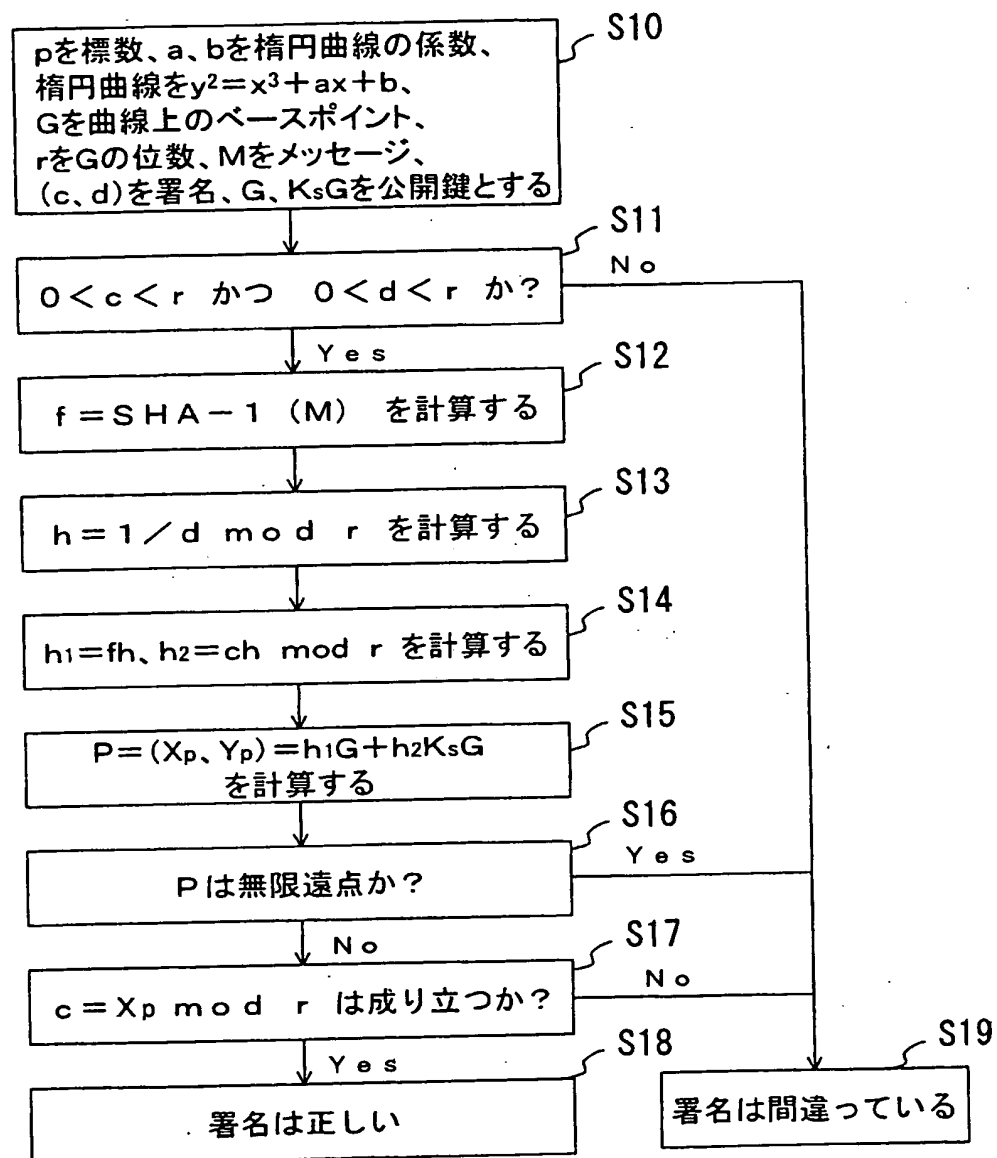 S10
pを標数、a、bを楕円曲線の係数、
楕円曲線をy²=x³+ax+b、
Gを曲線上のベースポイント、
rをGの位数、Mをメッセージ、
(c、d)を署名、G、KsGを公開鍵とする
S11
0<c<r かつ 0<d<r か?
No
Yes
S12
f=SHA-1(M) を計算する
S13
h=1/d mod r を計算する
S14
h1=fh、h2=ch mod r を計算する
S15
P=(Xp、Yp)=h1G+h2KsG
を計算する
S16
Pは無限遠点か?
Yes
No
S17
c=Xp mod r は成り立つか?
No
Yes
S18
署名は正しい
S19
署名は間違っている